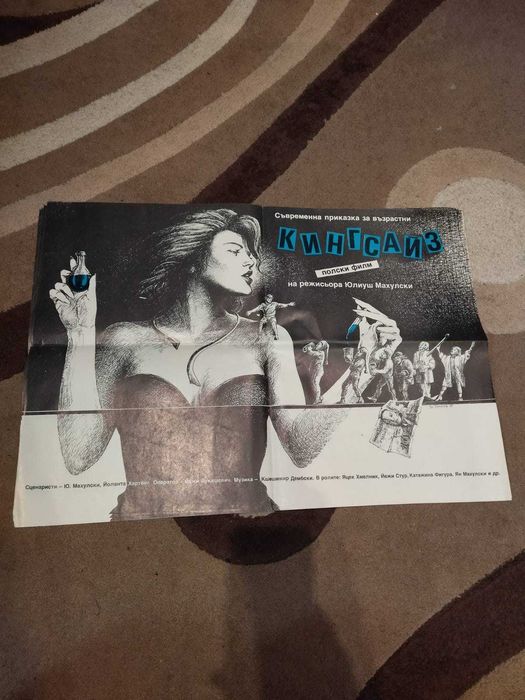 Съвременна приказка за възрастни
КИНГСАЙЗ
полски филм
на режисьора Юлиуш Махулски
Сценаристи – Ю. Махулски, Йоланта Хартвиг. Оператор – Йежи Лукашевич. Музика – Кшишимир Дембски. В ролите: Яцек Хмелник, Йежи Стур, Катажина Фигура, Ян Махулски и др.